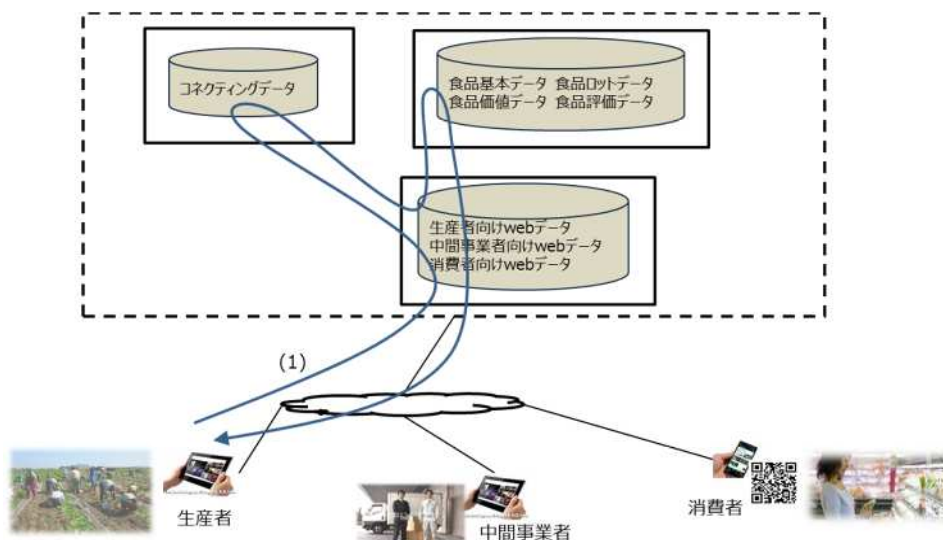 コネクティングデータ
食品基本データ 食品ロットデータ
食品価値データ 食品評価データ
生産者向けwebデータ
中間事業者向けwebデータ
消費者向けwebデータ
(1)
生産者
中間事業者
消費者